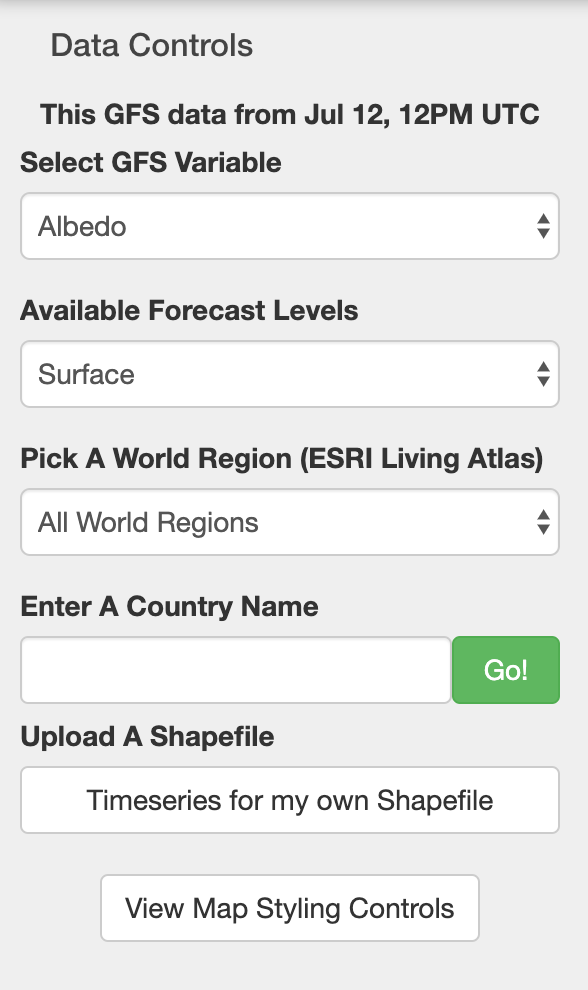 Data Controls
This GFS data from Jul 12, 12PM UTC
Select GFS Variable
Albedo
Available Forecast Levels
Surface
Pick A World Region (ESRI Living Atlas)
All World Regions
Enter A Country Name
Go!
Upload A Shapefile
Timeseries for my own Shapefile
View Map Styling Controls